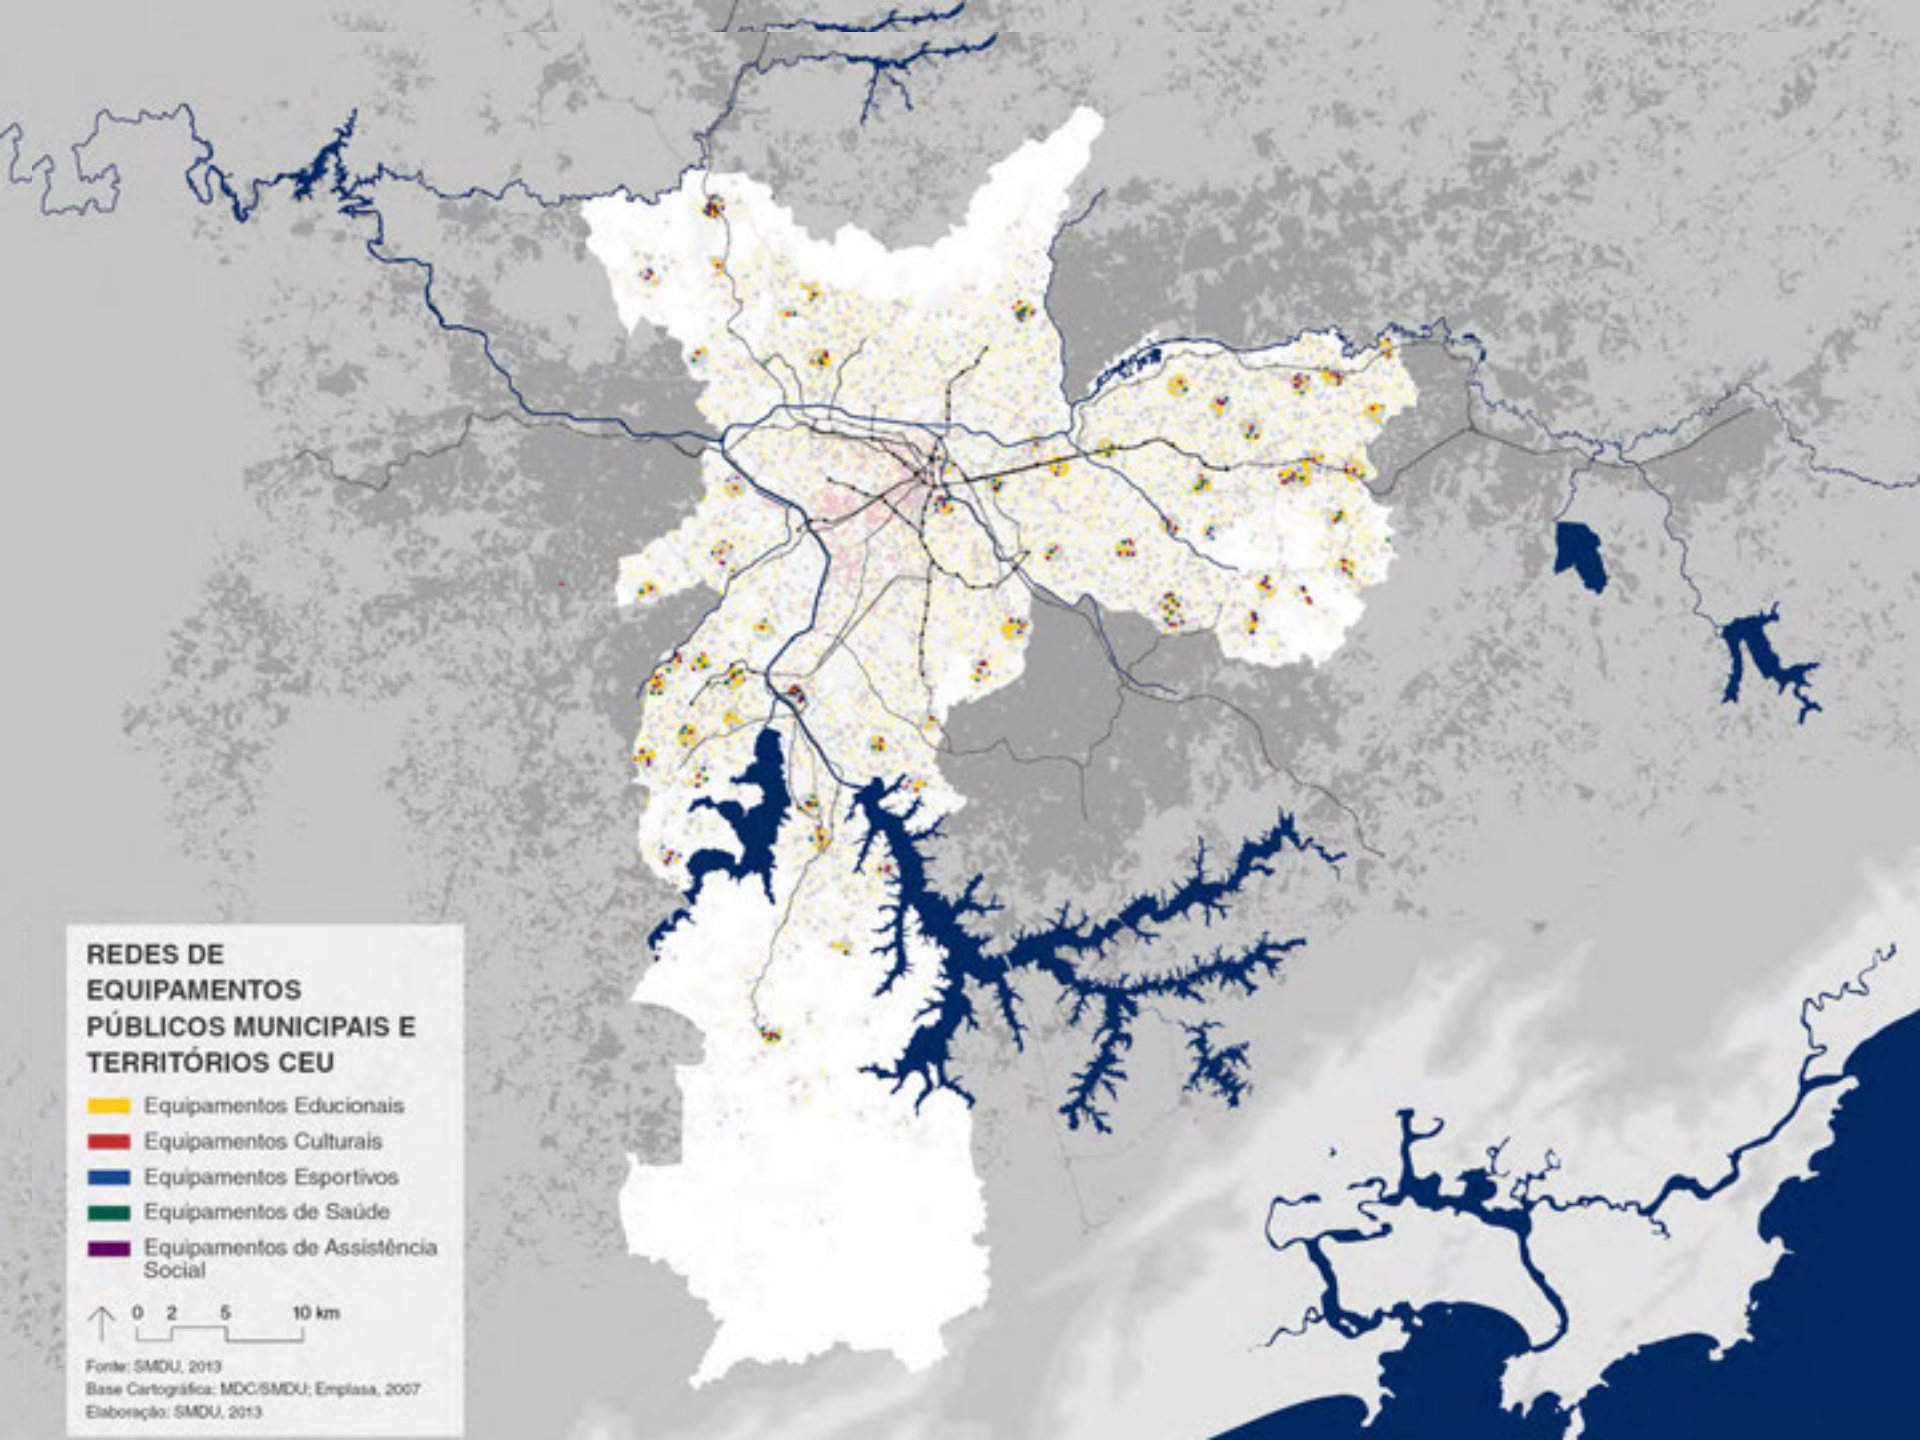 REDES DE
EQUIPAMENTOS
PÚBLICOS MUNICIPAIS E
TERRITÓRIOS CEU
Equipamentos Educionais
Equipamentos Culturais
Equipamentos Esportivos
Equipamentos de Saúde
Equipamentos de Assistência
Social
0 2 5 10 km
Fonte: SMDU, 2013
Base Cartográfica: MDC/SMDU; Emplasa, 2007
Elaboração: SMDU, 2013